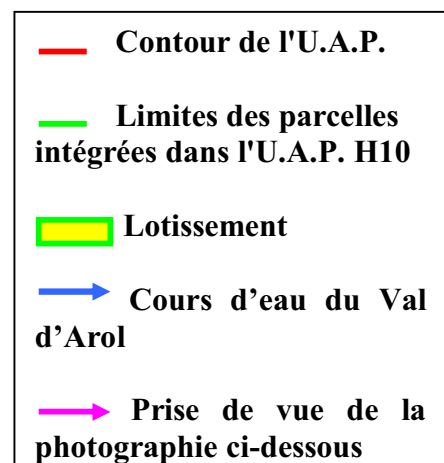 Contour de l'U.A.P.
Limites des parcelles
intégrées dans l'U.A.P. H10
Lotissement
Cours d’eau du Val
d’Arol
Prise de vue de la
photographie ci-dessous